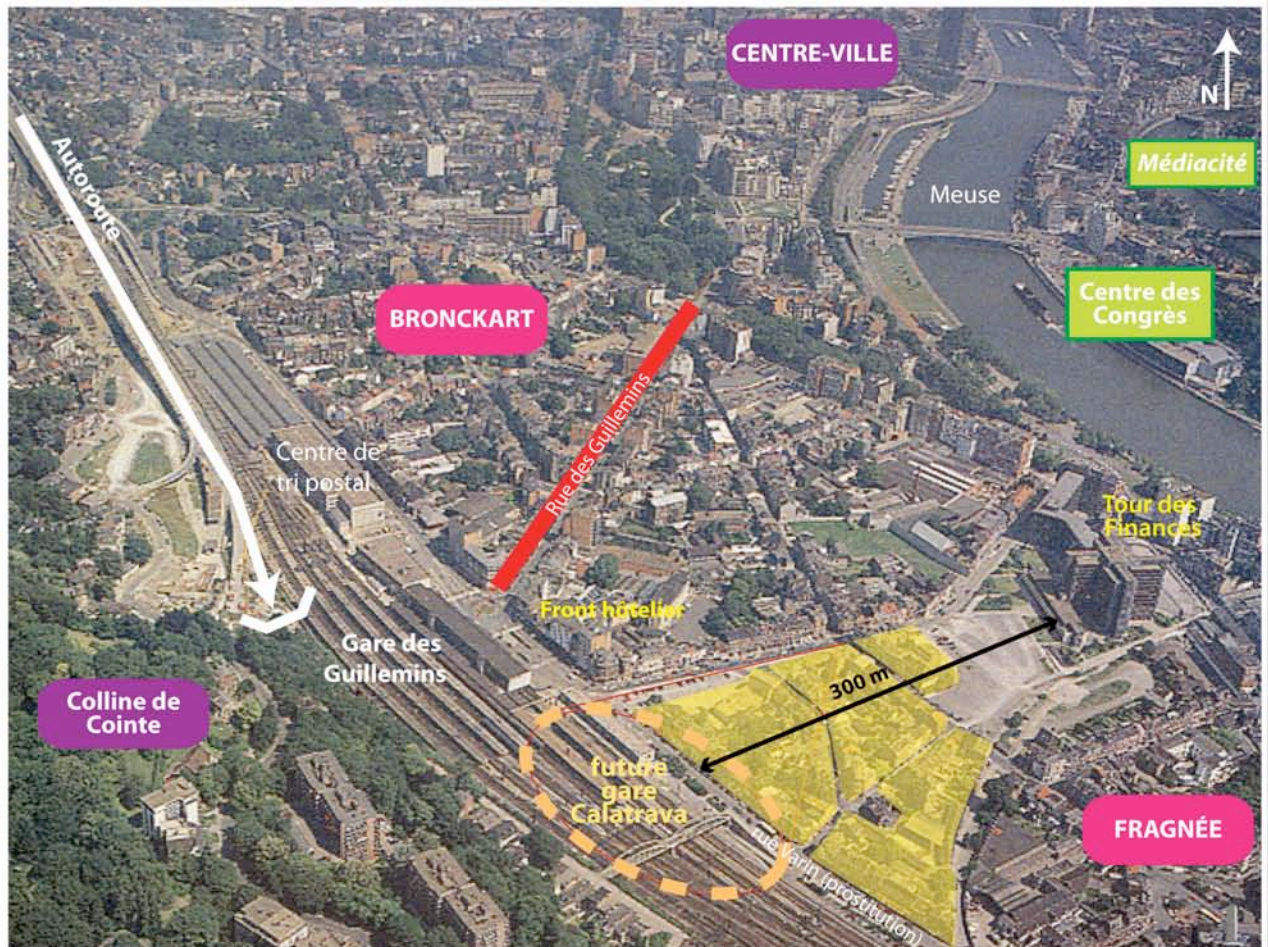 CENTRE-VILLE
N
Autoroute
Médiacité
Meuse
Centre des
Congrès
BRONCKART
Rue des Guillemins
Centre de
tri postal
Tour des
Finances
Front hôtelier
Gare des
Guillemins
300 m
Colline de
Cointe
future
gare
Calatrava
FRAGNÉE
rue Varin (prostitution)